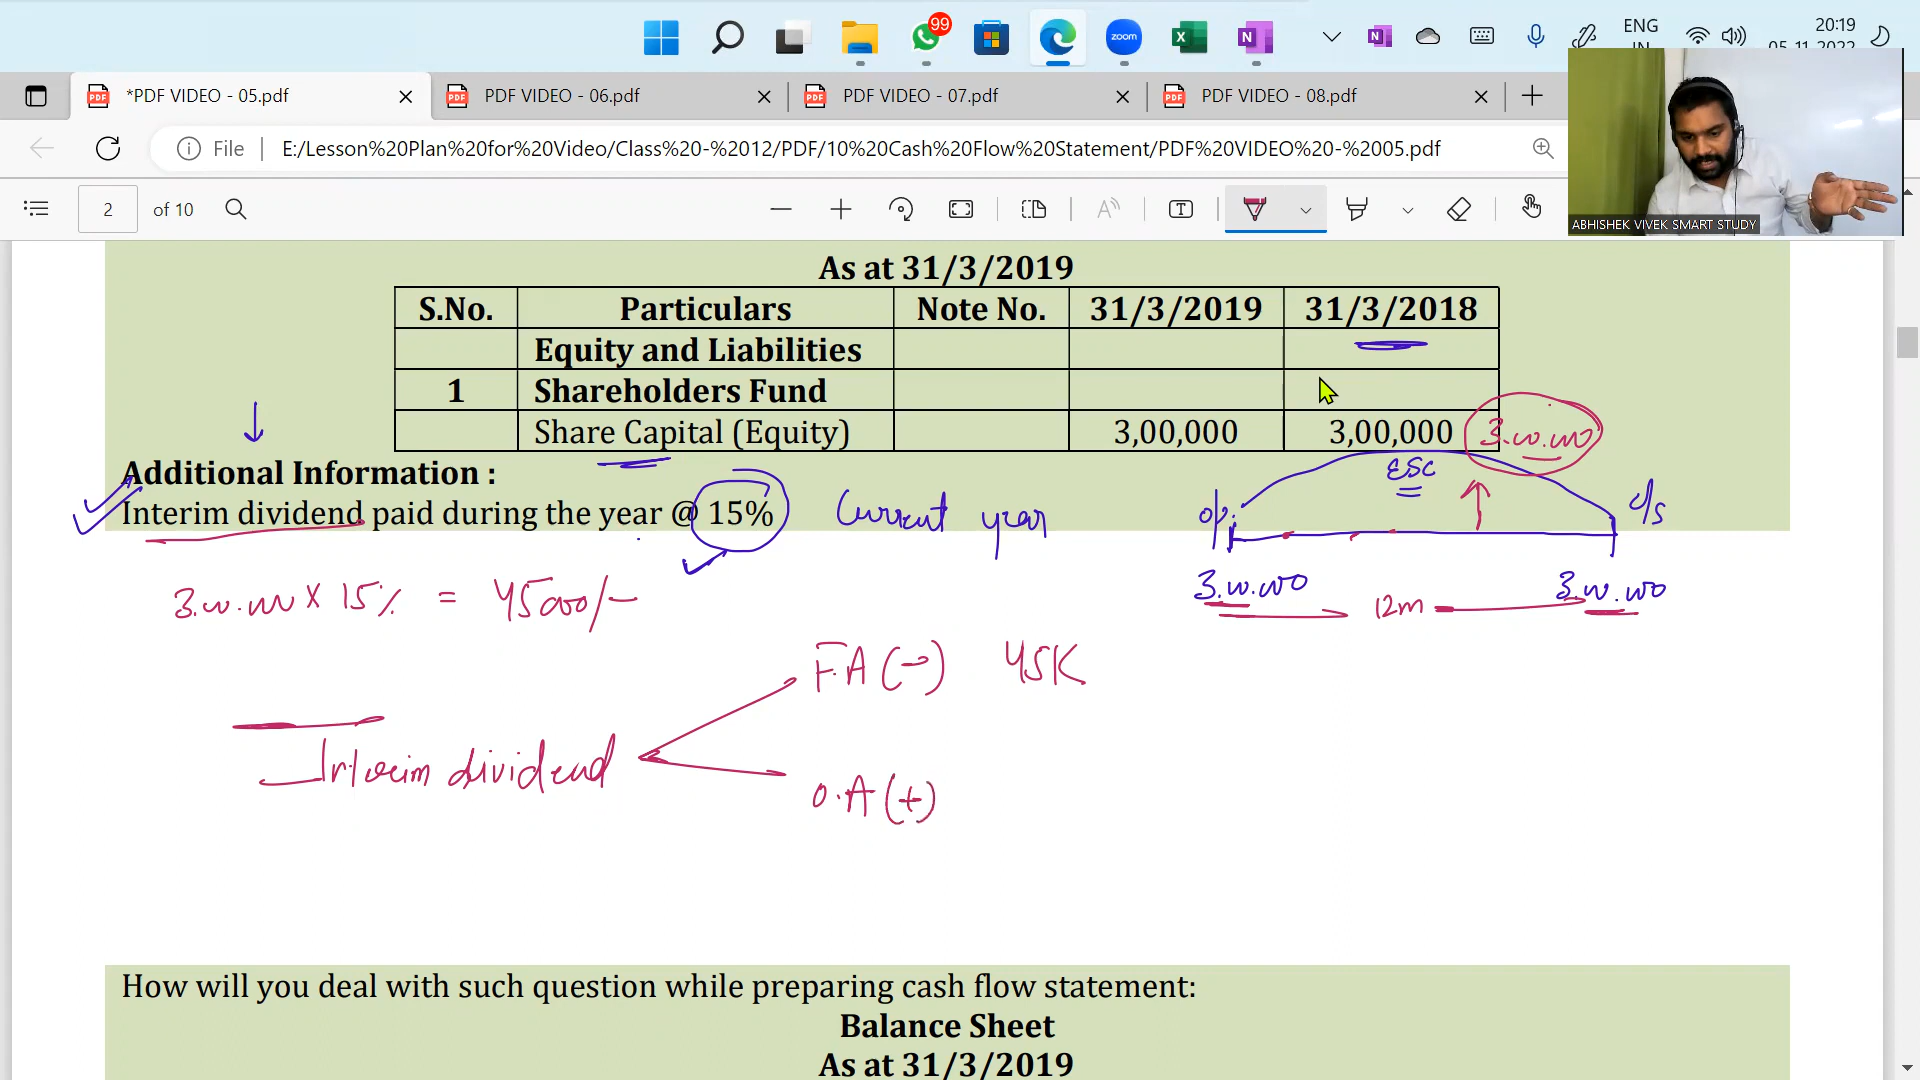 99
zoom
ENG
IN
20:19
05-11-2022
*PDF VIDEO - 05.pdf
PDF VIDEO - 06.pdf
PDF VIDEO - 07.pdf
PDF VIDEO - 08.pdf
File
E:/Lesson%20Plan%20for%20Video/Class%20-%2012/PDF/10%20Cash%20Flow%20Statement/PDF%20VIDEO%20-%2005.pdf
2 of 10
ABHISHEK VIVEK SMART STUDY
As at 31/3/2019
S.No. Particulars Note No. 31/3/2019 31/3/2018
Equity and Liabilities
1 Shareholders Fund
Share Capital (Equity) 3,00,000 3,00,000 3.00.000
ESC
Additional Information :
Interim dividend paid during the year @ 15% Current year
o/p. c/s
3.00.000 × 15% = 45000/-
3.00.000 12m 3.00.000
F.A (-) 45K
Interim dividend
O.A (+)
How will you deal with such question while preparing cash flow statement:
Balance Sheet
As at 31/3/2019